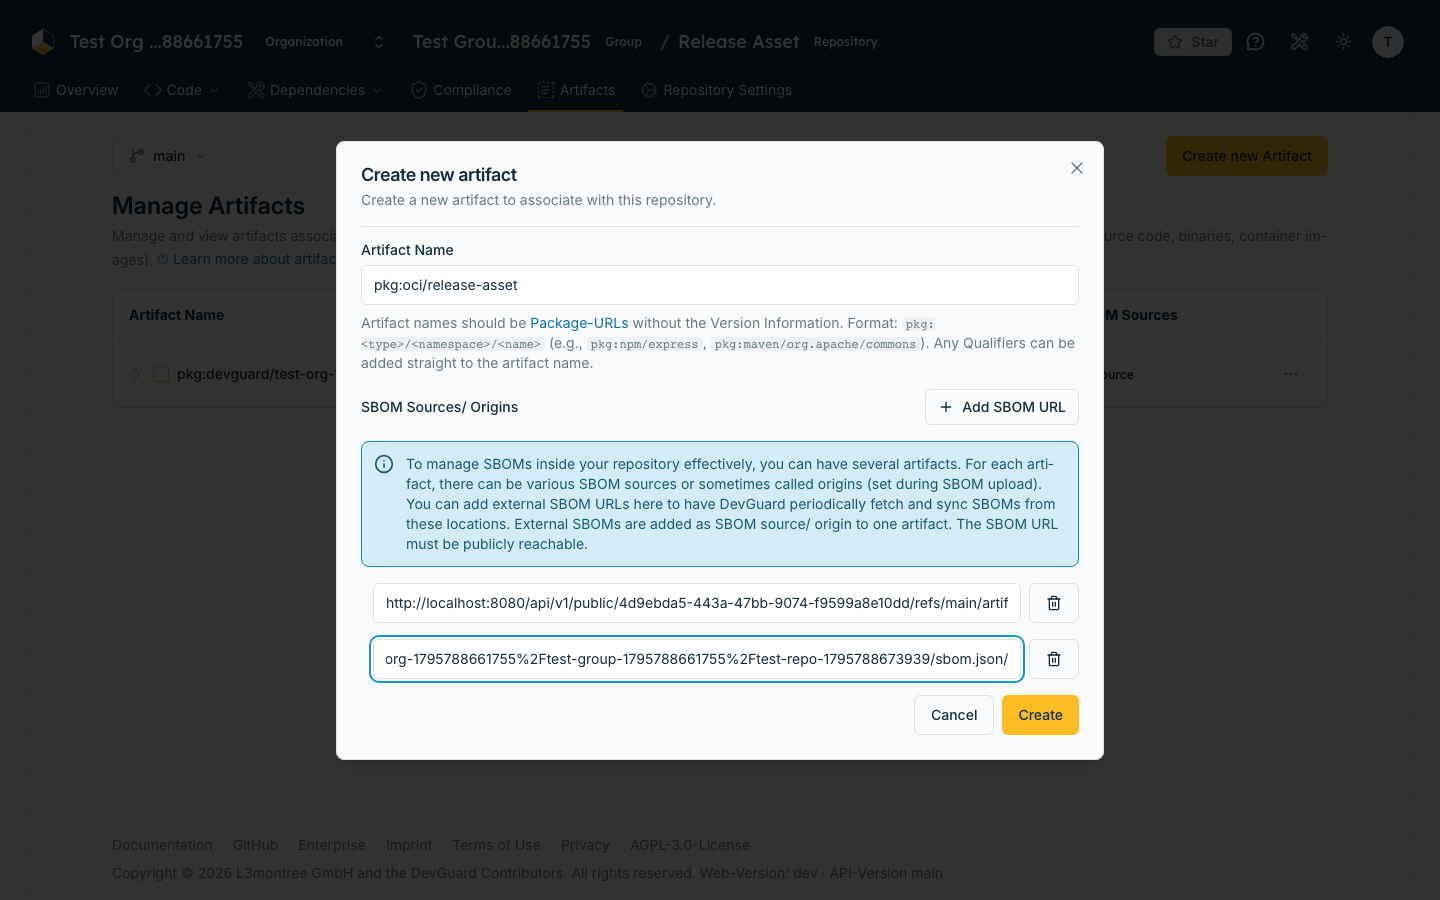 Test Org ...88661755 Organization Test Grou...88661755 Group / Release Asset Repository Star T
Overview Code Dependencies Compliance Artifacts Repository Settings
main Create new Artifact
Manage Artifacts
Manage and view artifacts associa
urce code, binaries, container im-
ages). Learn more about artifac
Artifact Name
M Sources
pkg:devguard/test-org-
ource
Create new artifact
Create a new artifact to associate with this repository.
Artifact Name
pkg:oci/release-asset
Artifact names should be Package-URLs without the Version Information. Format: pkg:
<type>/<namespace>/<name> (e.g., pkg:npm/express, pkg:maven/org.apache/commons ). Any Qualifiers can be
added straight to the artifact name.
SBOM Sources/ Origins
Add SBOM URL
To manage SBOMs inside your repository effectively, you can have several artifacts. For each arti-
fact, there can be various SBOM sources or sometimes called origins (set during SBOM upload).
You can add external SBOM URLs here to have DevGuard periodically fetch and sync SBOMs from
these locations. External SBOMs are added as SBOM source/ origin to one artifact. The SBOM URL
must be publicly reachable.
http://localhost:8080/api/v1/public/4d9ebda5-443a-47bb-9074-f9599a8e10dd/refs/main/artif
org-1795788661755%2Ftest-group-1795788661755%2Ftest-repo-1795788673939/sbom.json/
Cancel Create
Documentation GitHub Enterprise Imprint Terms of Use Privacy AGPL-3.0-License
Copyright © 2026 L3montree GmbH and the DevGuard Contributors. All rights reserved. Web-Version: dev · API-Version main